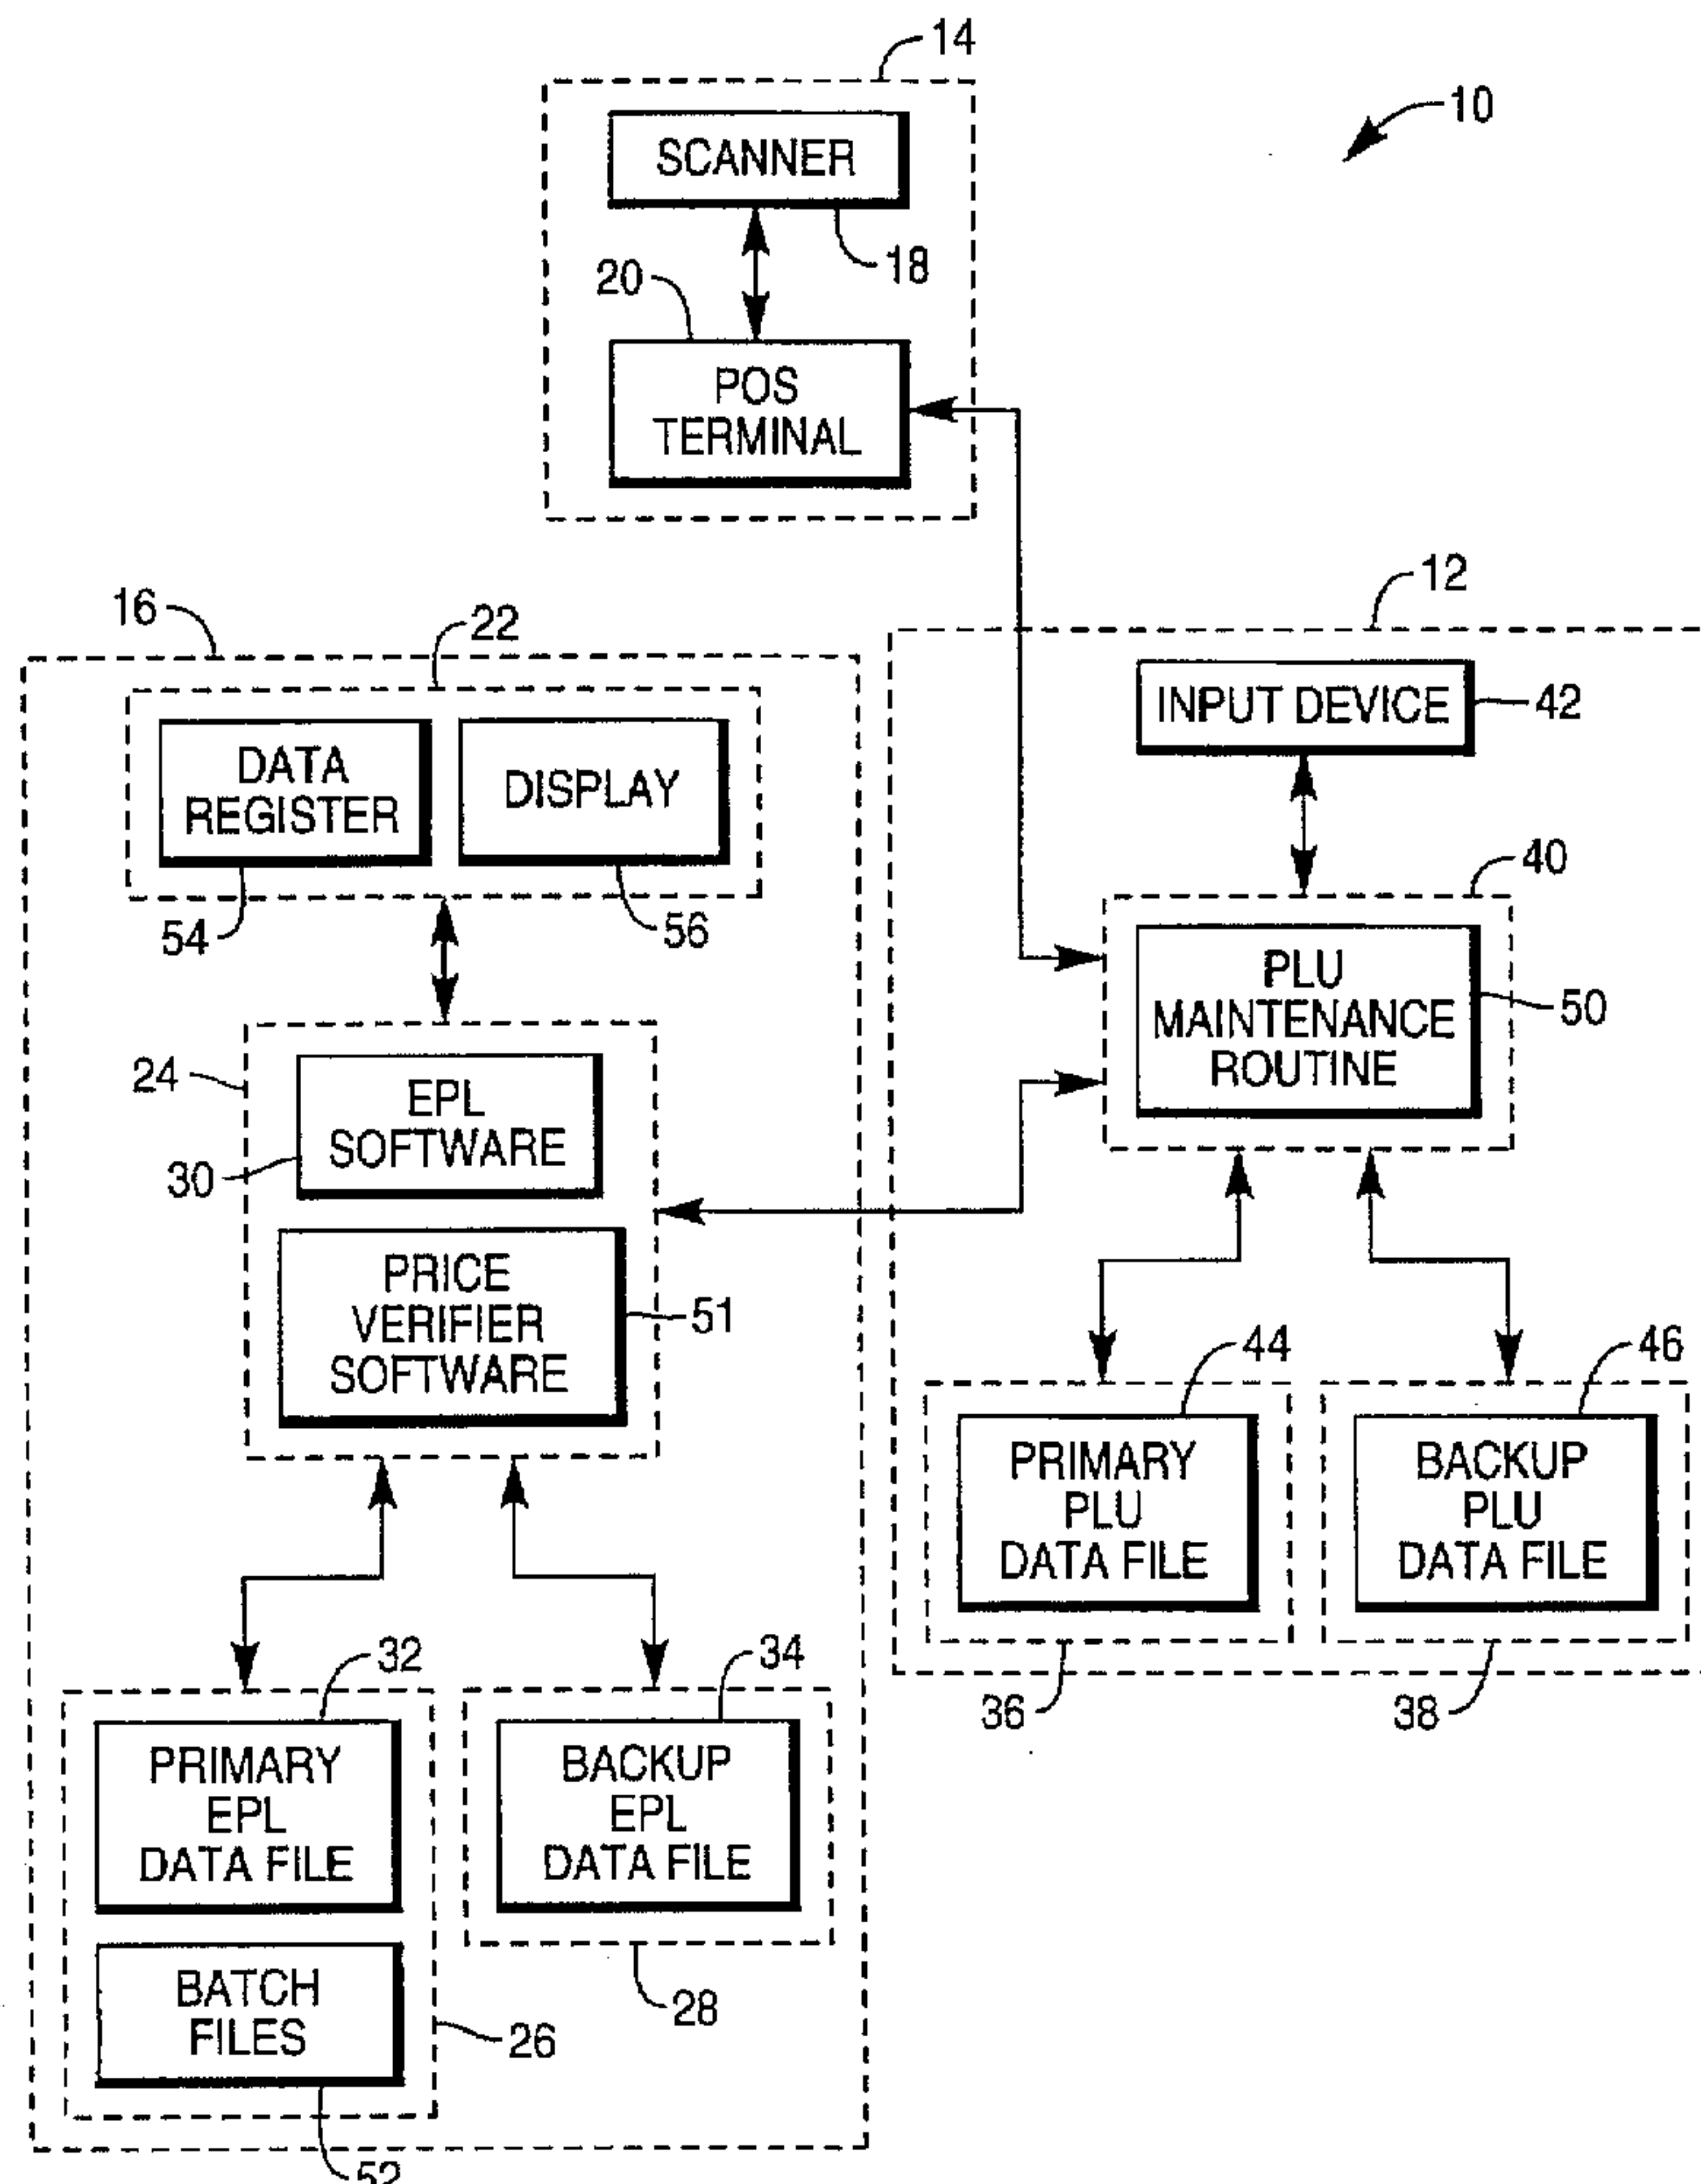 14
10
SCANNER
18
20
POS
TERMINAL
12
16
22
INPUT DEVICE
42
DATA
REGISTER
DISPLAY
54
56
40
PLU
MAINTENANCE
ROUTINE
50
24
EPL
SOFTWARE
30
PRICE
VERIFIER
SOFTWARE
51
44
46
PRIMARY
PLU
DATA FILE
BACKUP
PLU
DATA FILE
36
38
32
34
PRIMARY
EPL
DATA FILE
BACKUP
EPL
DATA FILE
28
BATCH
FILES
26
52